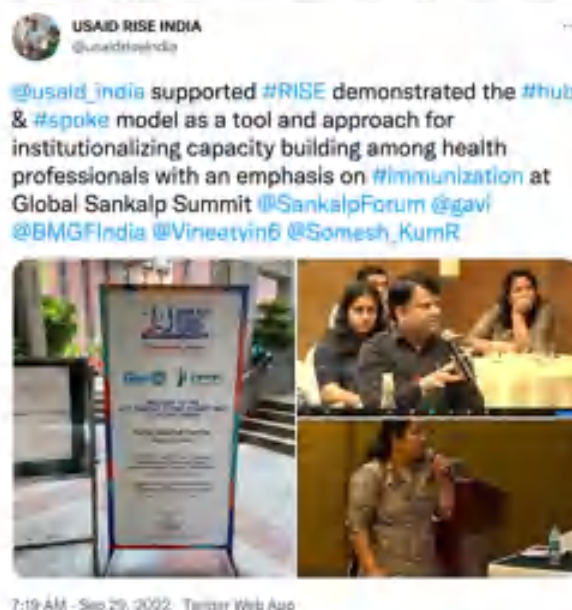 USAID RISE INDIA
@usaidriseindia
@usaid_india supported #RISE demonstrated the #hub
& #spoke model as a tool and approach for
institutionalizing capacity building among health
professionals with an emphasis on #Immunization at
Global Sankalp Summit @SankalpForum @gavi
@BMGFIndia @Vineetvin6 @Somesh_KumR
Gavi
7:19 AM · Sep 29, 2022 · Twitter Web App